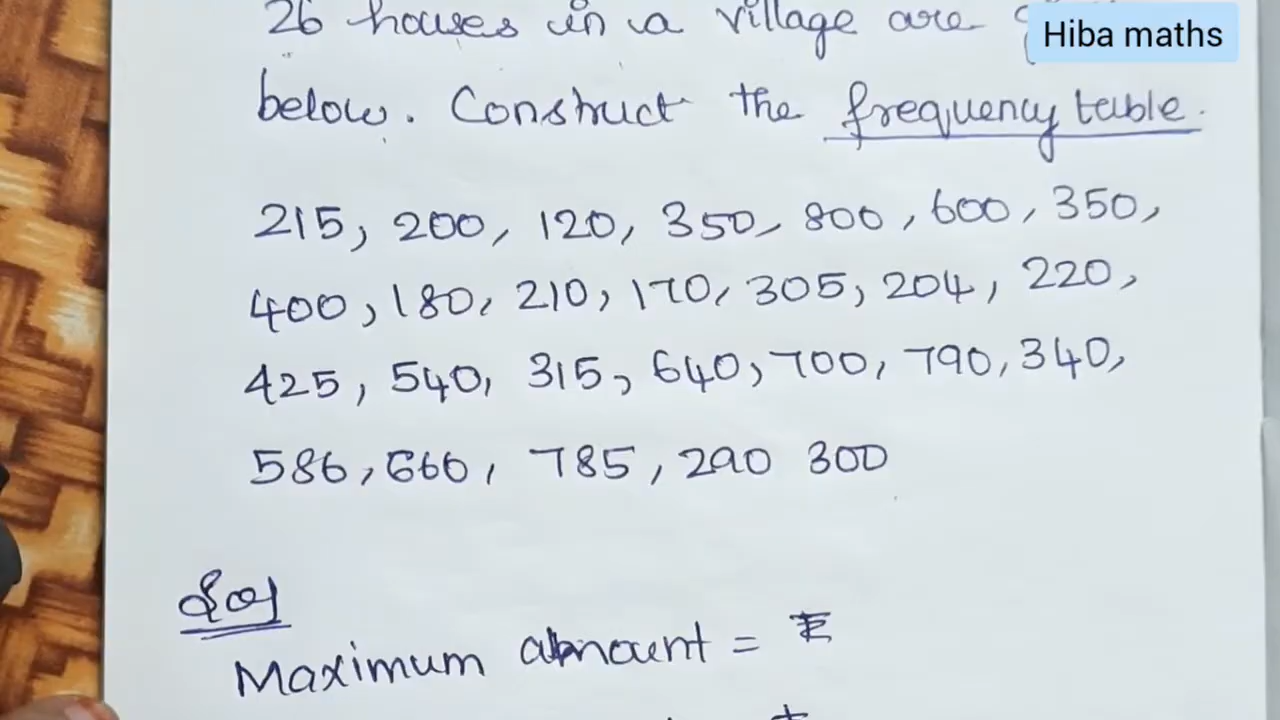 26 houses in a village are
Hiba maths
below. Construct the frequency table.
215, 200, 120, 350, 800, 600, 350,
400, 180, 210, 170, 305, 204, 220,
425, 540, 315, 640, 700, 790, 340,
586, 660, 785, 290 300
Sol
Maximum amount = ₹